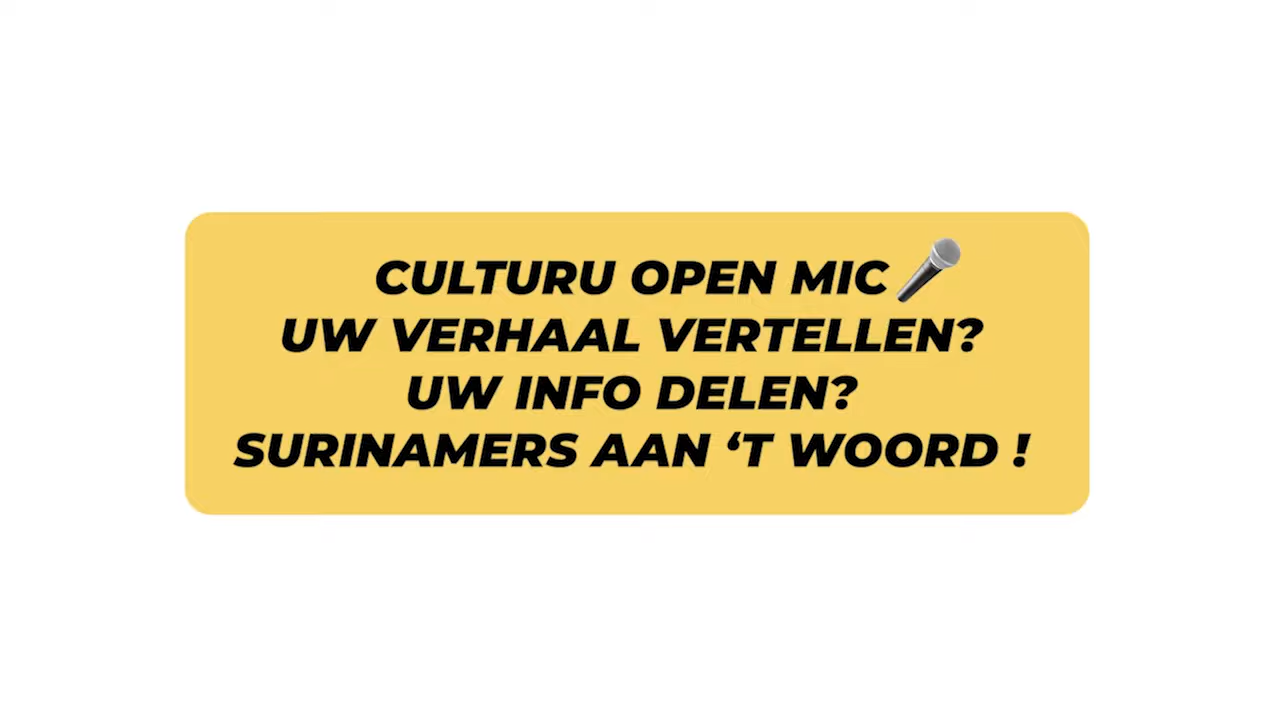 CULTURU OPEN MIC
UW VERHAAL VERTELLEN?
UW INFO DELEN?
SURINAMERS AAN ‘T WOORD !